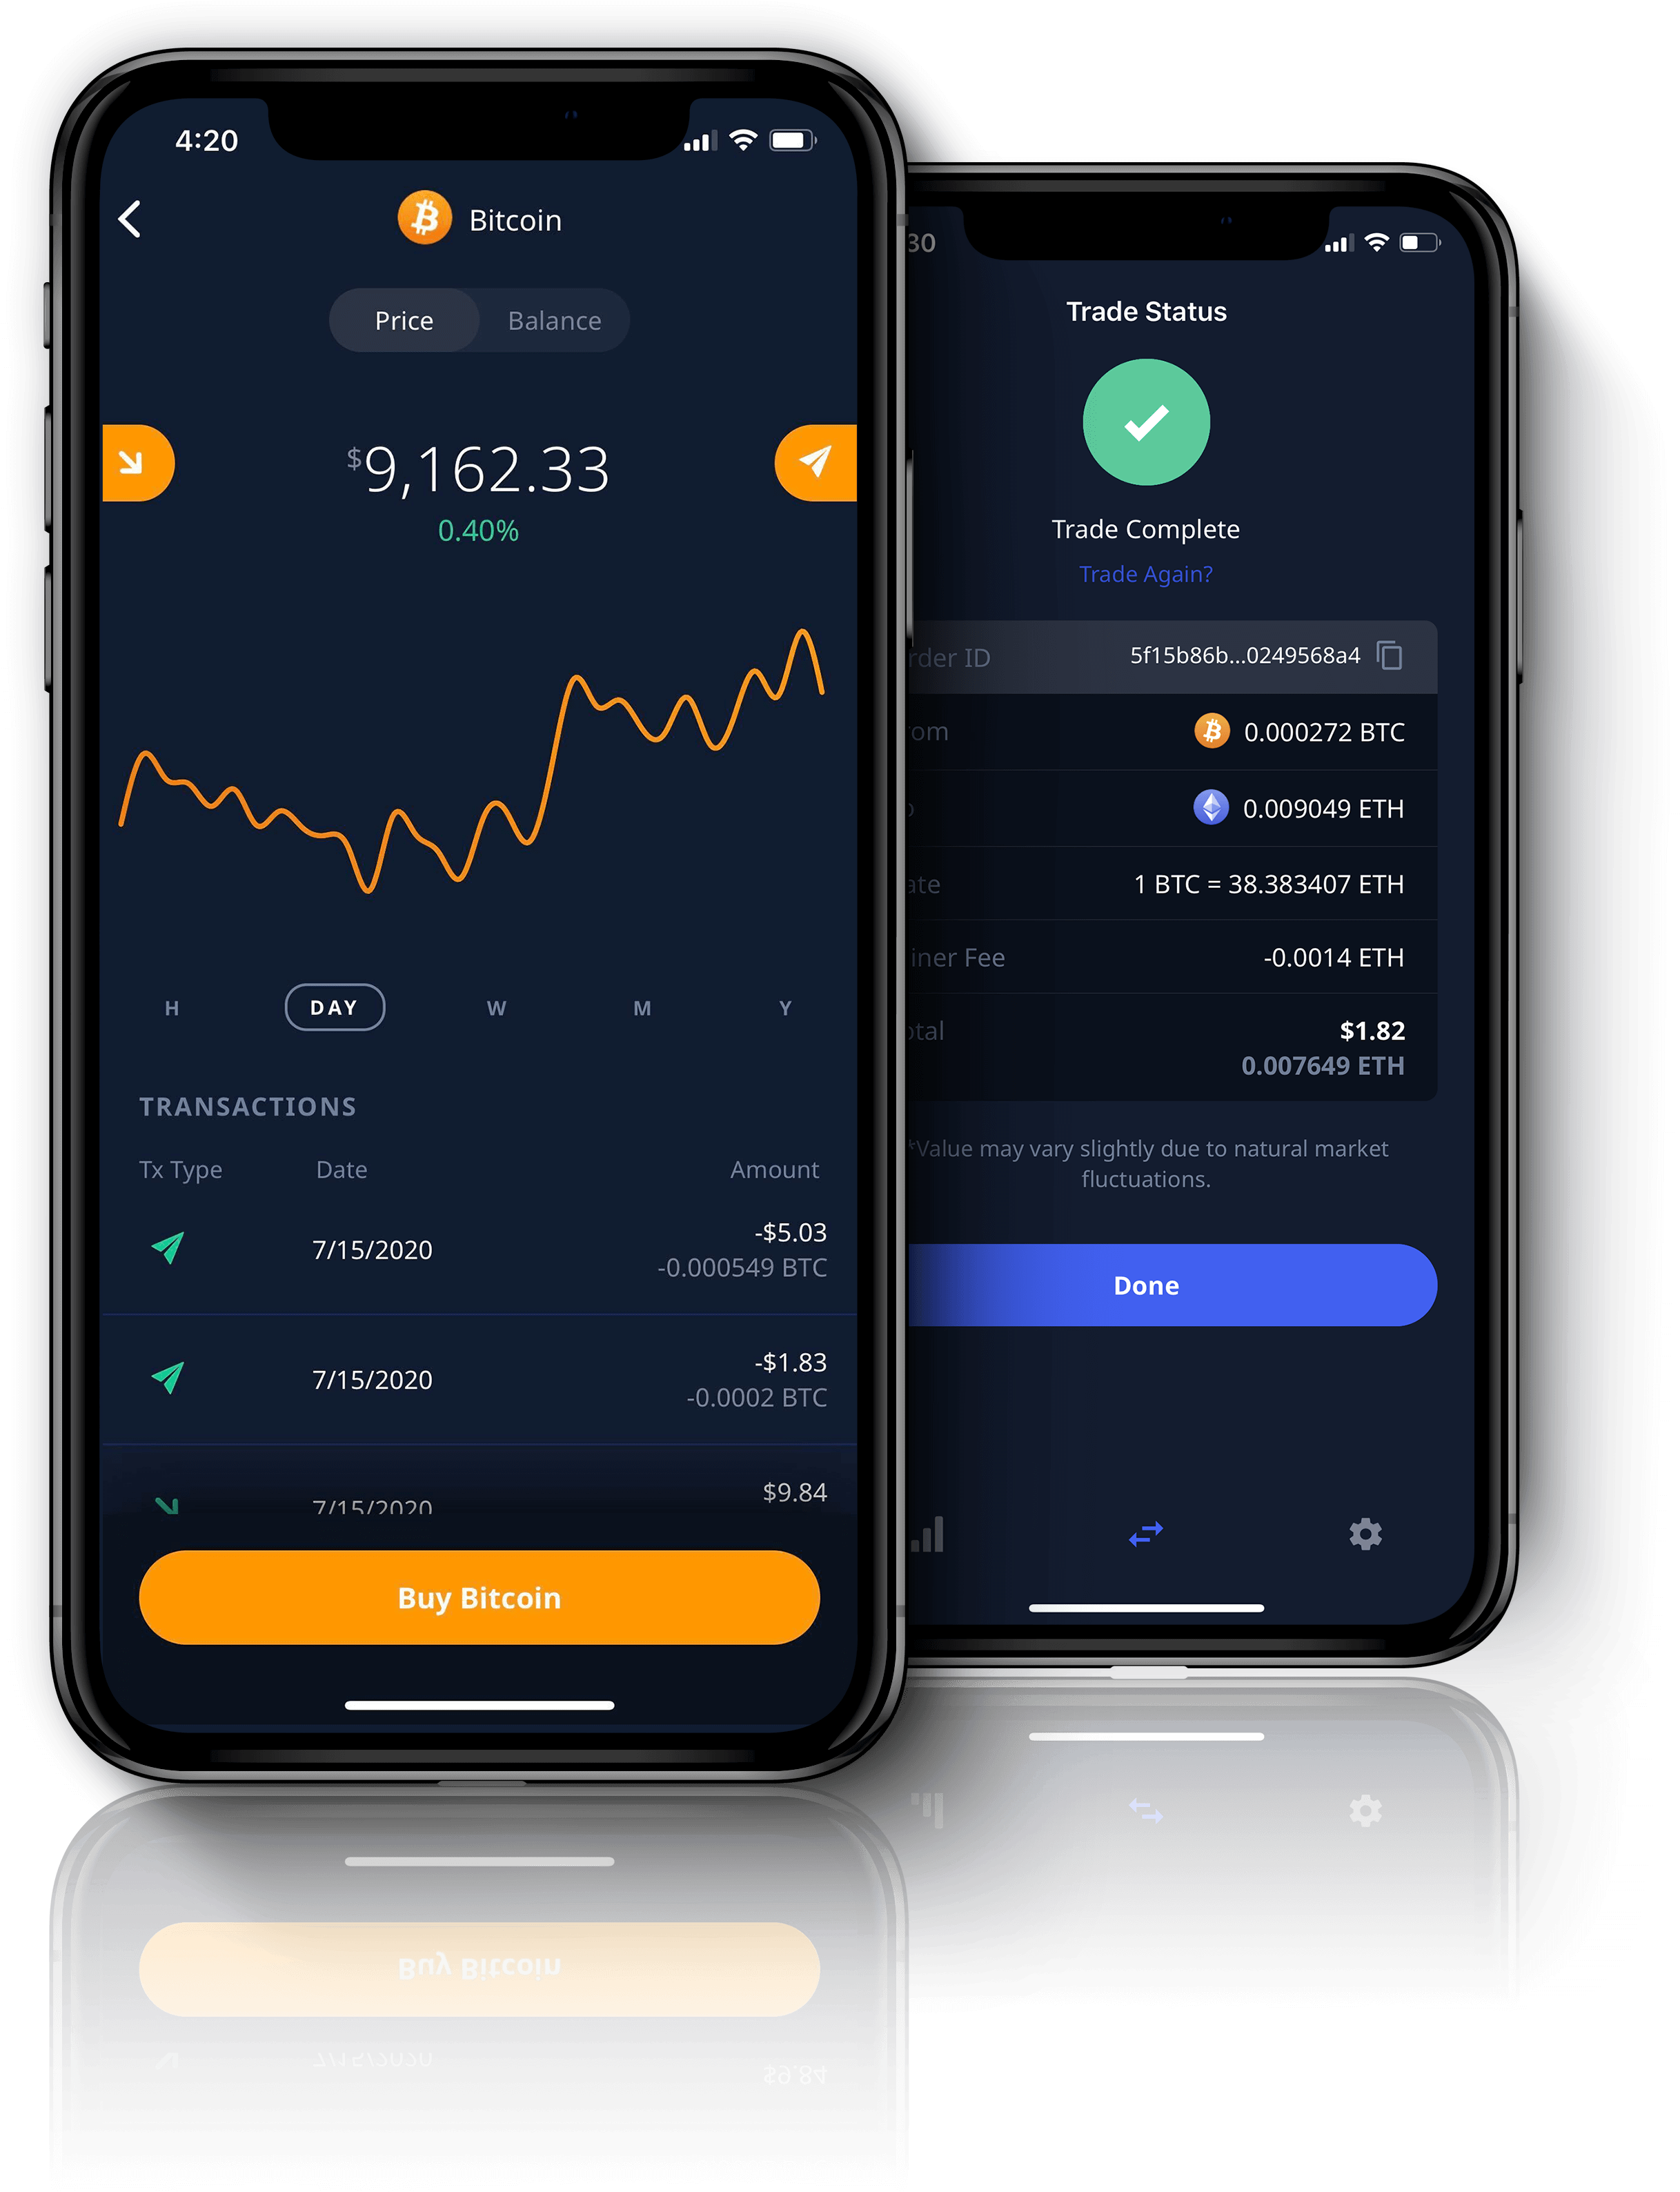 4:20
Bitcoin
Price Balance
$9,162.33
0.40%
H DAY W M Y
TRANSACTIONS
Tx Type Date Amount
7/15/2020 -$5.03
-0.000549 BTC
7/15/2020 -$1.83
-0.0002 BTC
7/15/2020 $9.84
Buy Bitcoin
30
Trade Status
Trade Complete
Trade Again?
rder ID 5f15b86b...0249568a4
om 0.000272 BTC
o 0.009049 ETH
ate 1 BTC = 38.383407 ETH
iner Fee -0.0014 ETH
otal $1.82
0.007649 ETH
*Value may vary slightly due to natural market
fluctuations.
Done